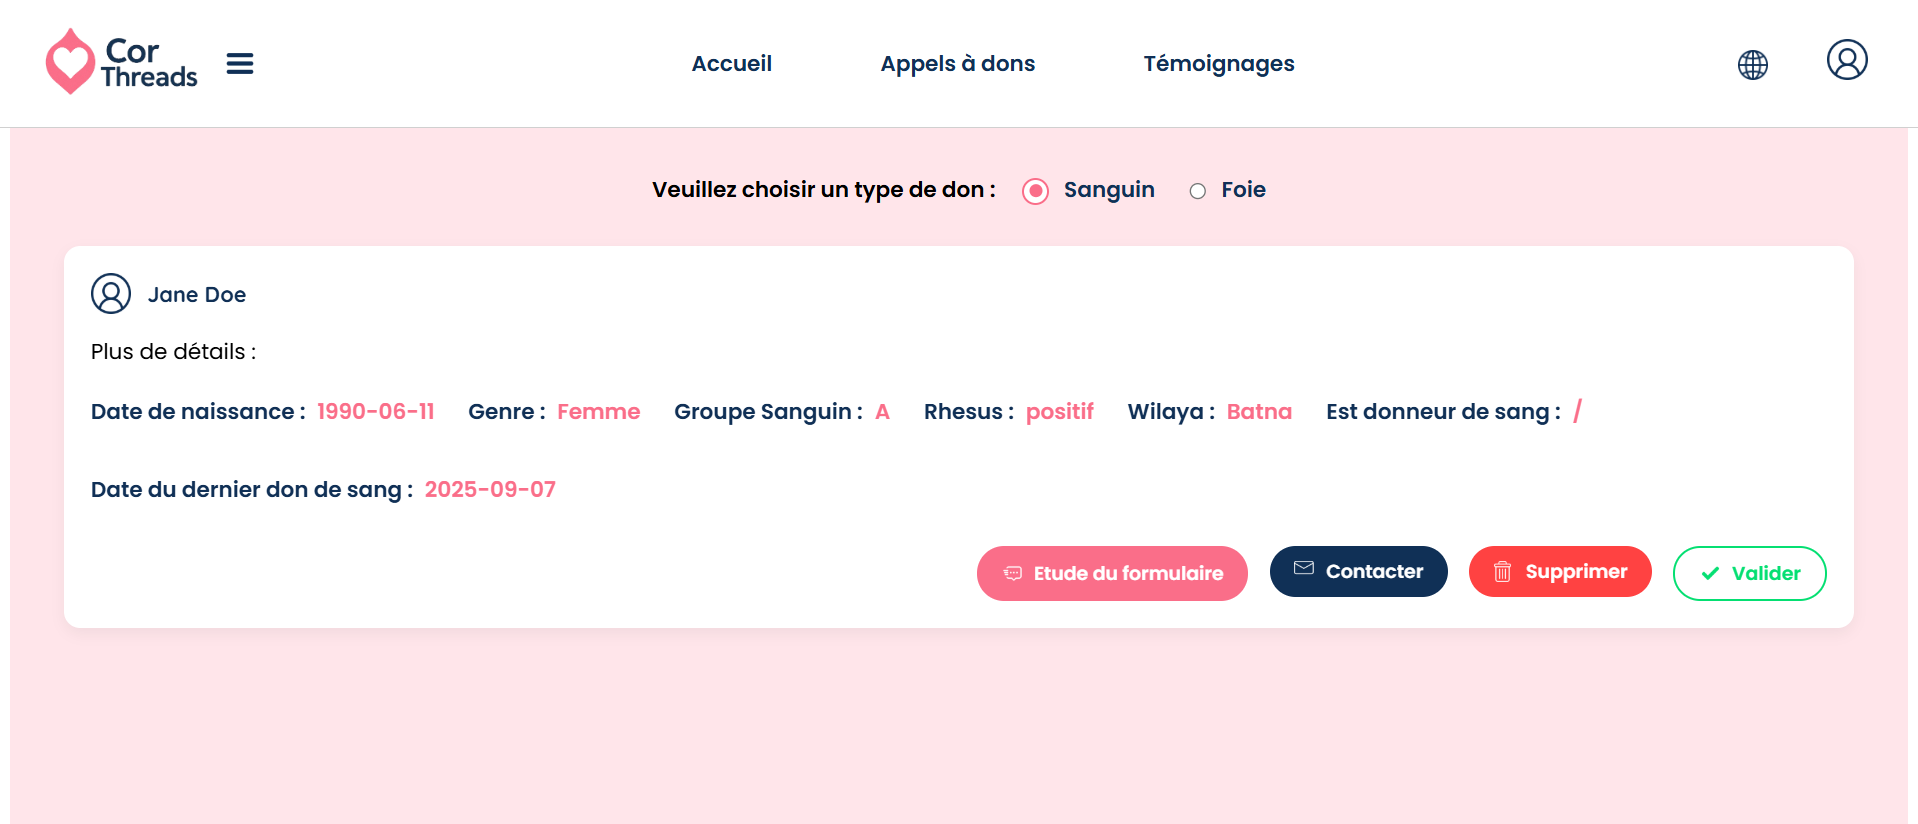 Cor
Threads
Accueil Appels à dons Témoignages
Veuillez choisir un type de don : Sanguin Foie
Jane Doe
Plus de détails :
Date de naissance : 1990-06-11 Genre : Femme Groupe Sanguin : A Rhesus : positif Wilaya : Batna Est donneur de sang : /
Date du dernier don de sang : 2025-09-07
Etude du formulaire Contacter Supprimer Valider